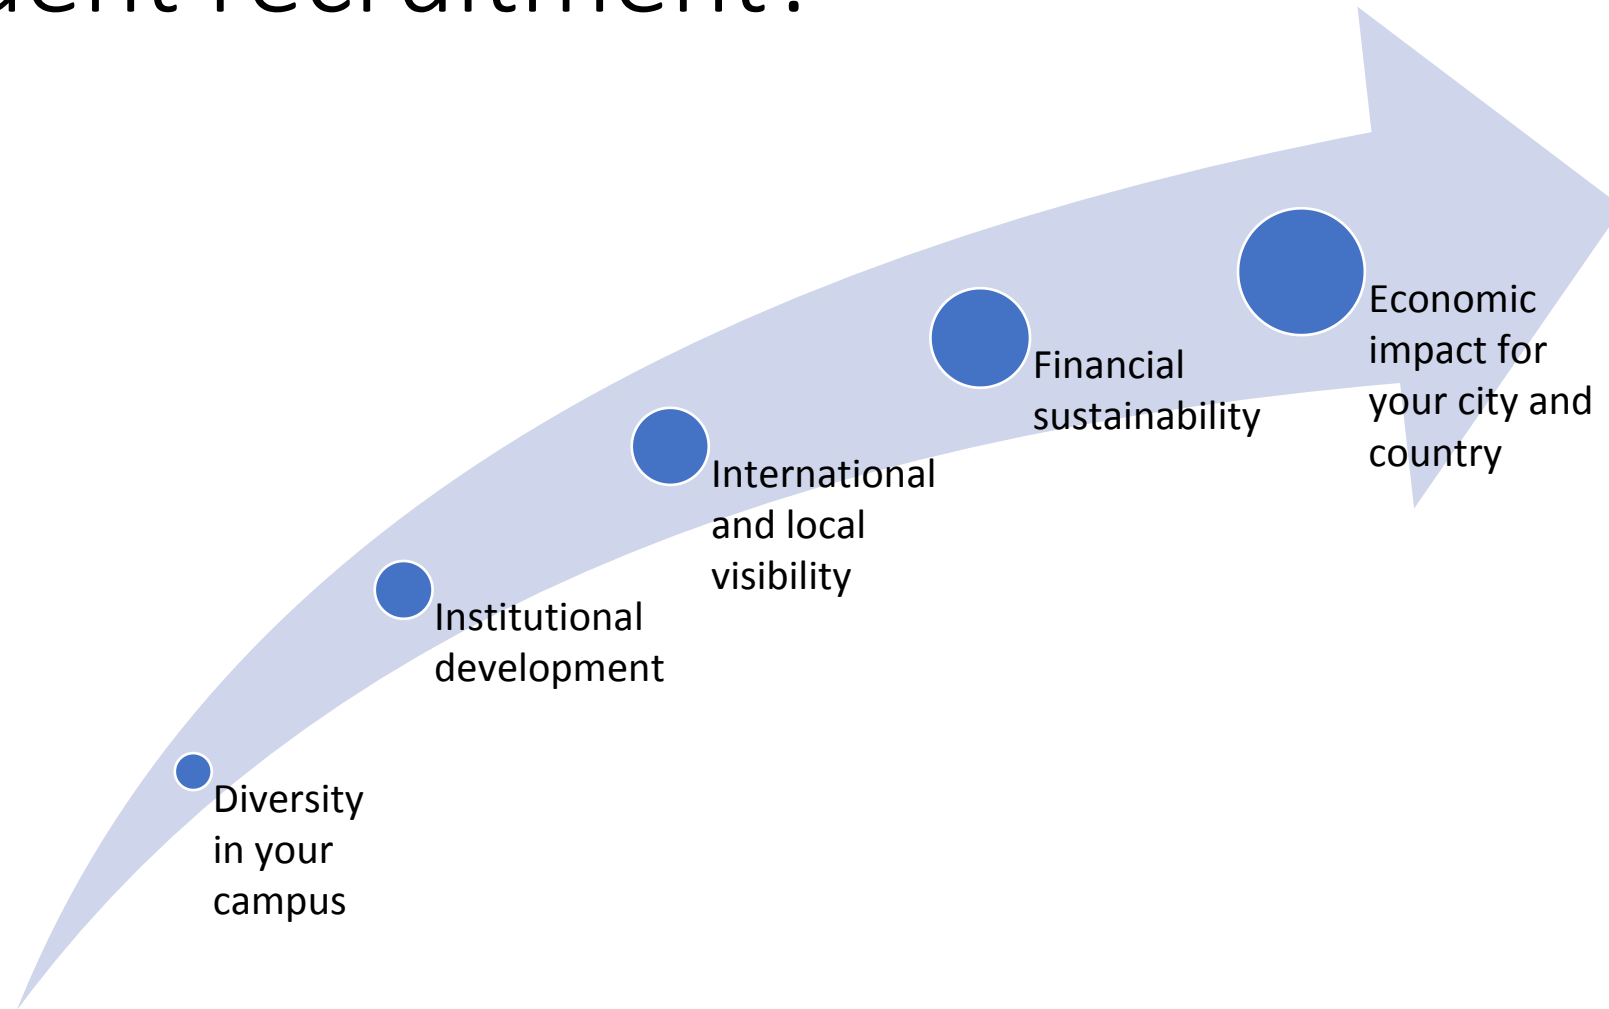 recruitment?
Diversity
in your
campus
Institutional
development
International
and local
visibility
Financial
sustainability
Economic
impact for
your city and
country